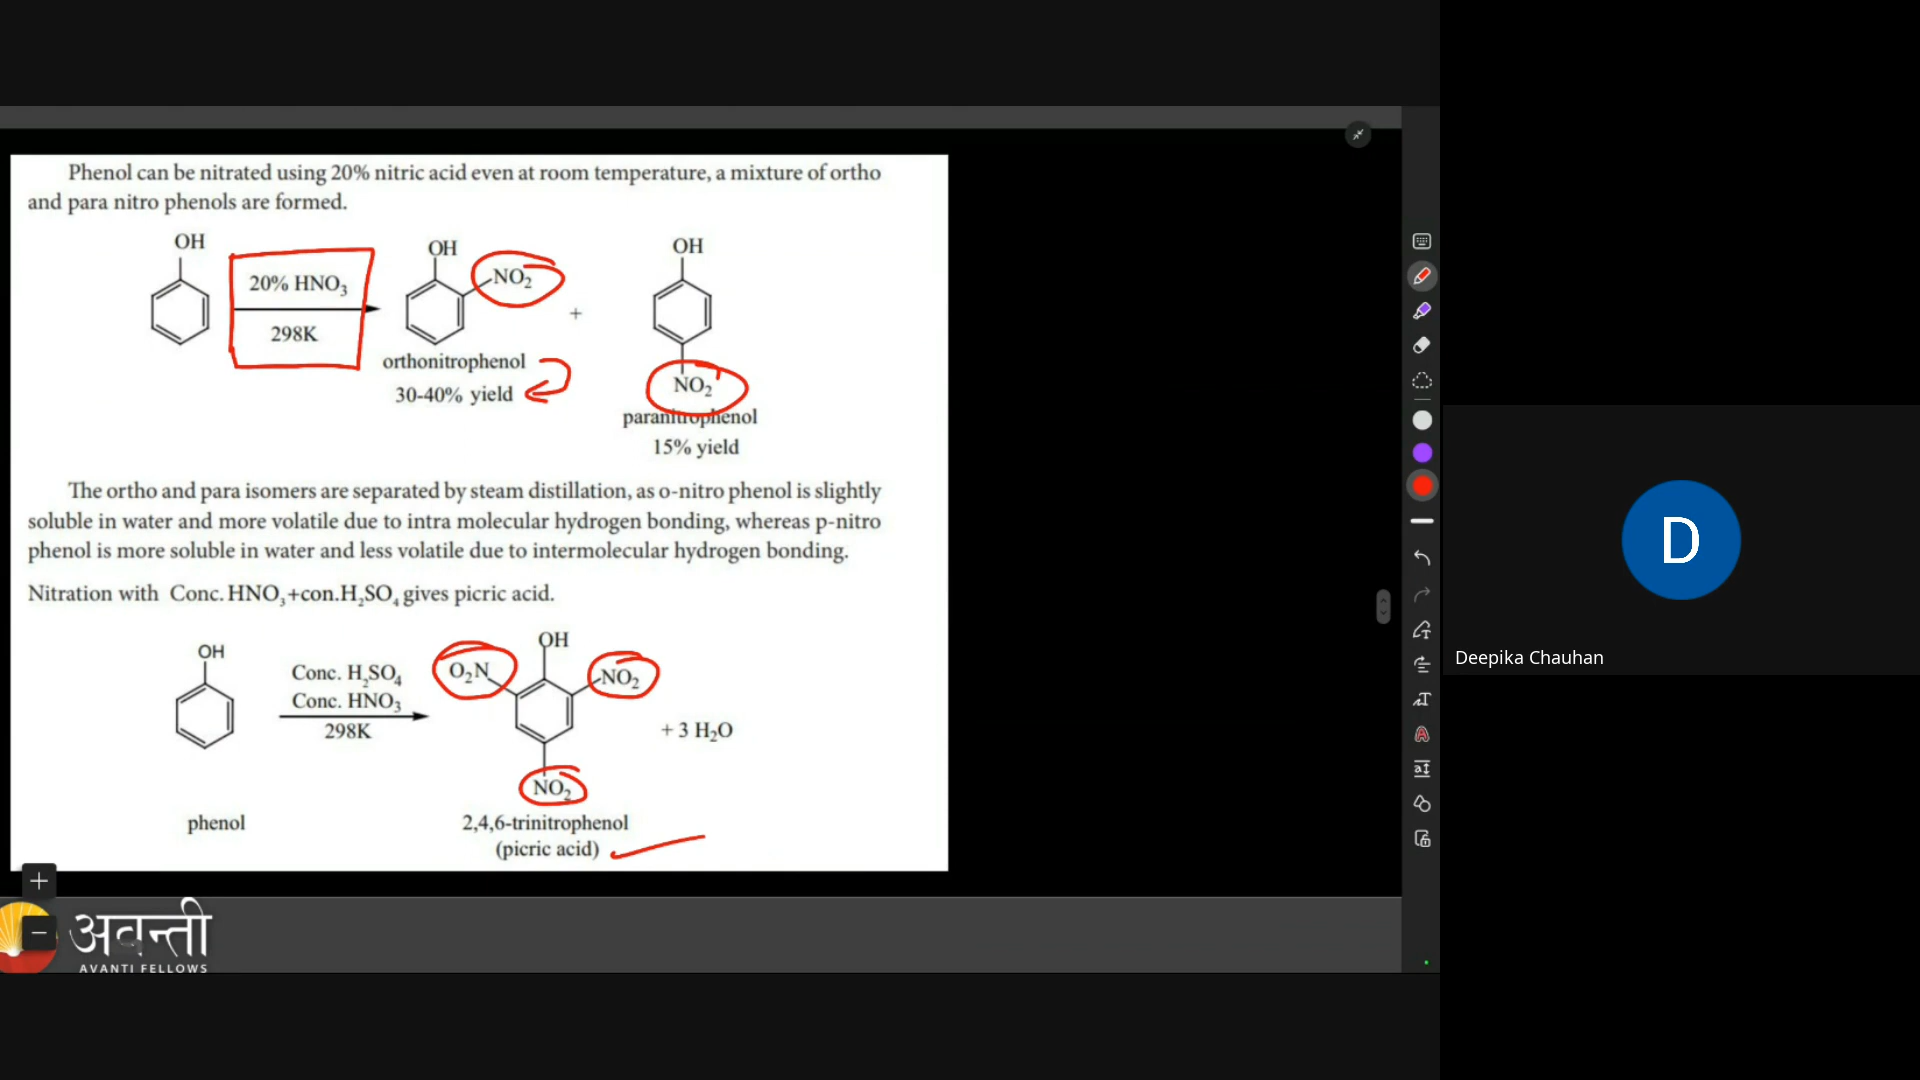 Phenol can be nitrated using 20% nitric acid even at room temperature, a mixture of ortho
and para nitro phenols are formed.
OH
20% HNO3
298K
OH
NO2
orthonitrophenol
30-40% yield
+
OH
NO2
paranitrophenol
15% yield
The ortho and para isomers are separated by steam distillation, as o-nitro phenol is slightly
soluble in water and more volatile due to intra molecular hydrogen bonding, whereas p-nitro
phenol is more soluble in water and less volatile due to intermolecular hydrogen bonding.
Nitration with Conc. HNO3+con.H2SO4 gives picric acid.
OH
phenol
Conc. H2SO4
Conc. HNO3
298K
OH
O2N
NO2
NO2
+ 3 H2O
2,4,6-trinitrophenol
(picric acid)
अवन्ती
AVANTI FELLOWS
D
Deepika Chauhan